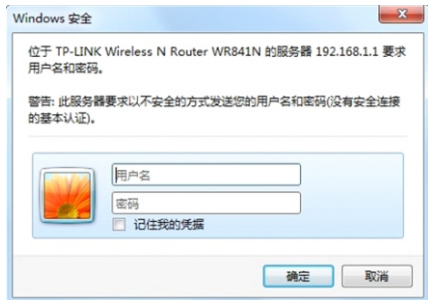 Windows 安全
位于 TP-LINK Wireless N Router WR841N 的服务器 192.168.1.1 要求
用户名和密码。
警告: 此服务器要求以不安全的方式发送您的用户名和密码(没有安全连接
的基本认证)。
用户名
密码
记住我的凭据
确定
取消